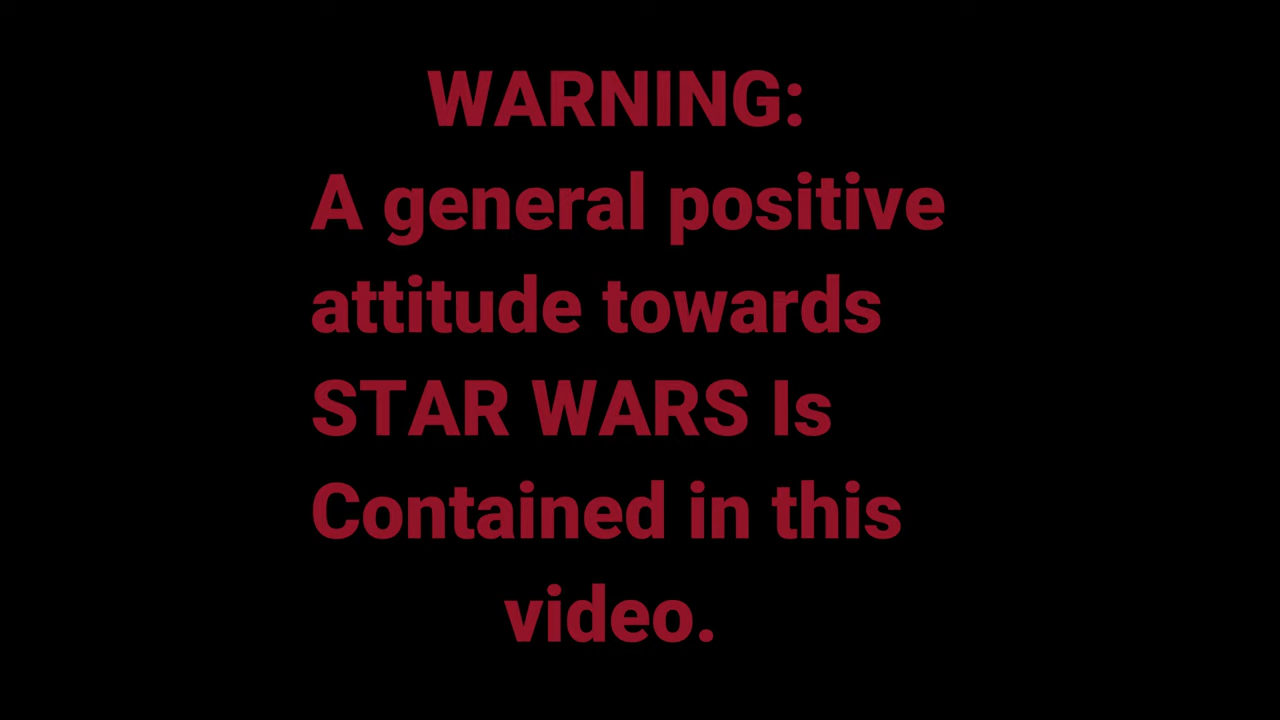 WARNING:
A general positive
attitude towards
STAR WARS Is
Contained in this
video.